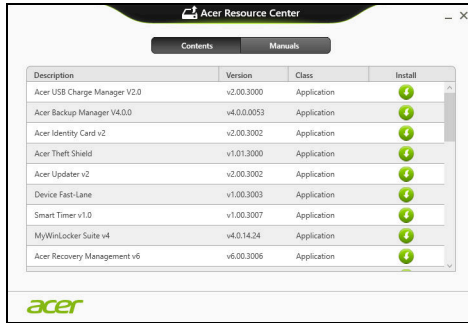 Acer Resource Center
Contents Manuals
Description Version Class Install
Acer USB Charge Manager V2.0 v2.00.3000 Application
Acer Backup Manager V4.0.0 v4.0.0.0053 Application
Acer Identity Card v2 v2.00.3002 Application
Acer Theft Shield v1.01.3000 Application
Acer Updater v2 v2.00.3002 Application
Device Fast-Lane v1.00.3003 Application
Smart Timer v1.0 v1.00.3007 Application
MyWinLocker Suite v4 v4.0.14.24 Application
Acer Recovery Management v6 v6.00.3006 Application
acer